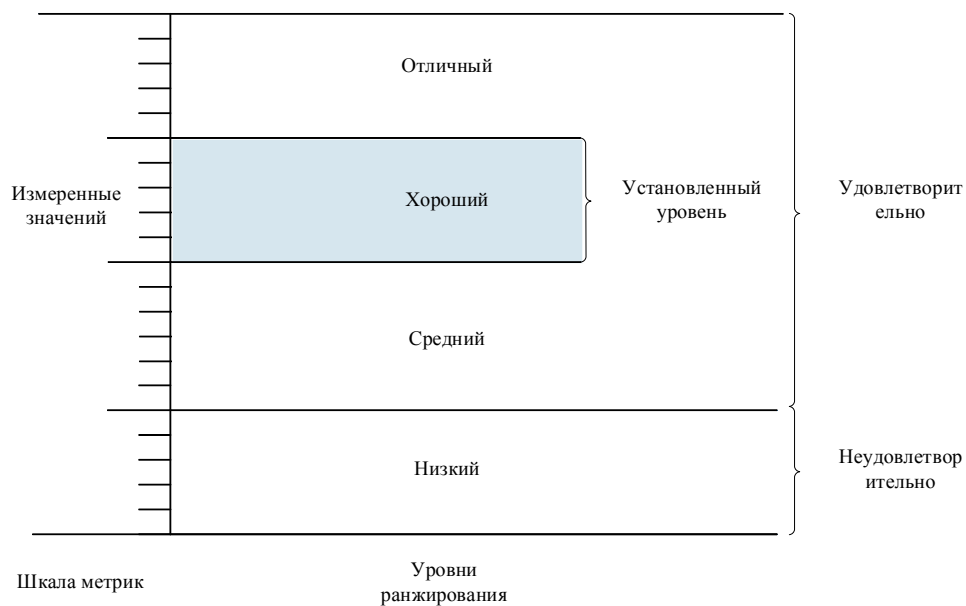 Отличный
Измеренные
значений
Хороший
Установленный
уровень
Удовлетворит
ельно
Средний
Низкий
Неудовлетвор
ительно
Шкала метрик
Уровни
ранжирования